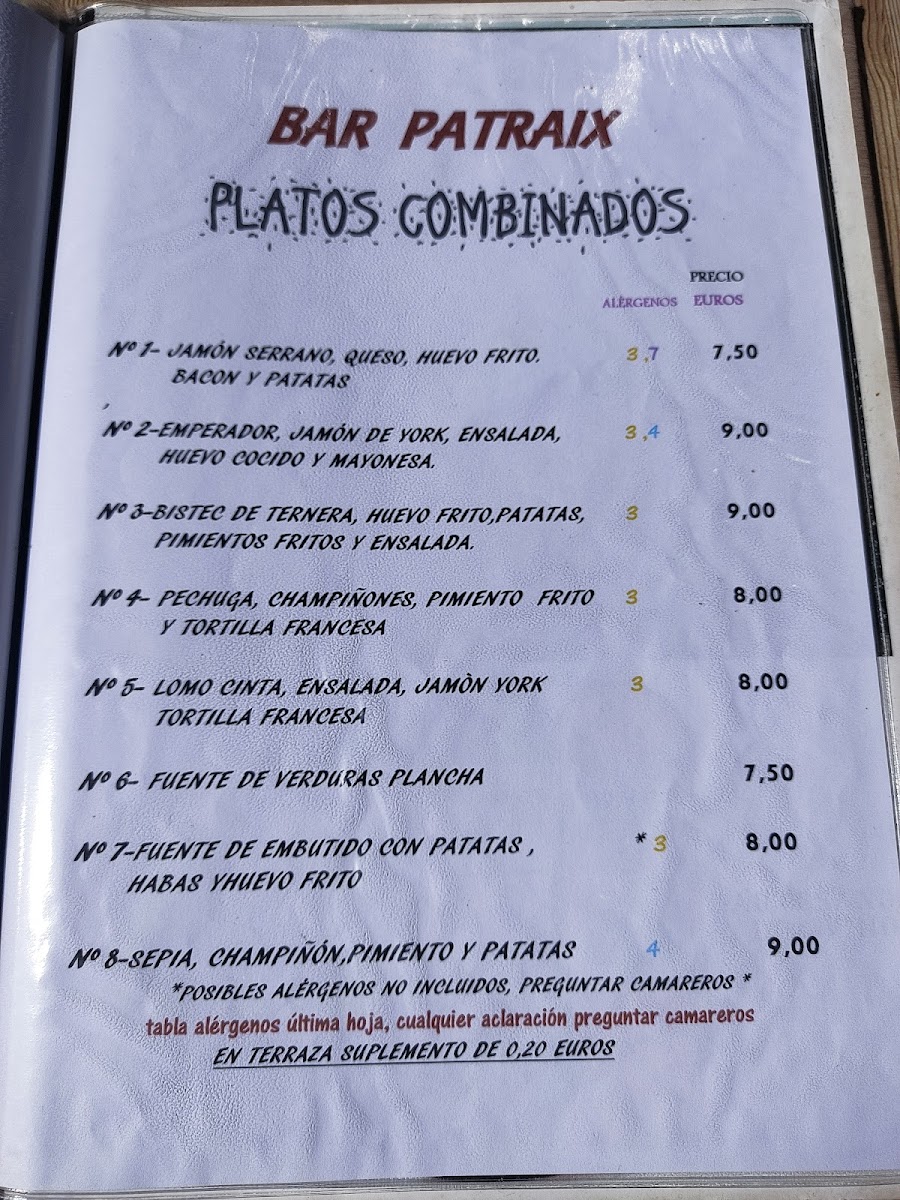 BAR PATRAIX
PLATOS COMBINADOS
PRECIO
ALÉRGENOS EUROS
Nº 1- JAMÓN SERRANO, QUESO, HUEVO FRITO. 3 ,7 7,50
BACON Y PATATAS
Nº 2-EMPERADOR, JAMÓN DE YORK, ENSALADA, 3 ,4 9,00
HUEVO COCIDO Y MAYONESA.
Nº 3-BISTEC DE TERNERA, HUEVO FRITO,PATATAS, 3 9,00
PIMIENTOS FRITOS Y ENSALADA.
Nº 4- PECHUGA, CHAMPIÑONES, PIMIENTO FRITO 3 8,00
Y TORTILLA FRANCESA
Nº 5- LOMO CINTA, ENSALADA, JAMÒN YORK 3 8,00
TORTILLA FRANCESA
Nº 6- FUENTE DE VERDURAS PLANCHA 7,50
Nº 7-FUENTE DE EMBUTIDO CON PATATAS , * 3 8,00
HABAS YHUEVO FRITO
Nº 8-SEPIA, CHAMPIÑÓN,PIMIENTO Y PATATAS 4 9,00
*POSIBLES ALÉRGENOS NO INCLUIDOS, PREGUNTAR CAMAREROS *
tabla alérgenos última hoja, cualquier aclaración preguntar camareros
EN TERRAZA SUPLEMENTO DE 0,20 EUROS